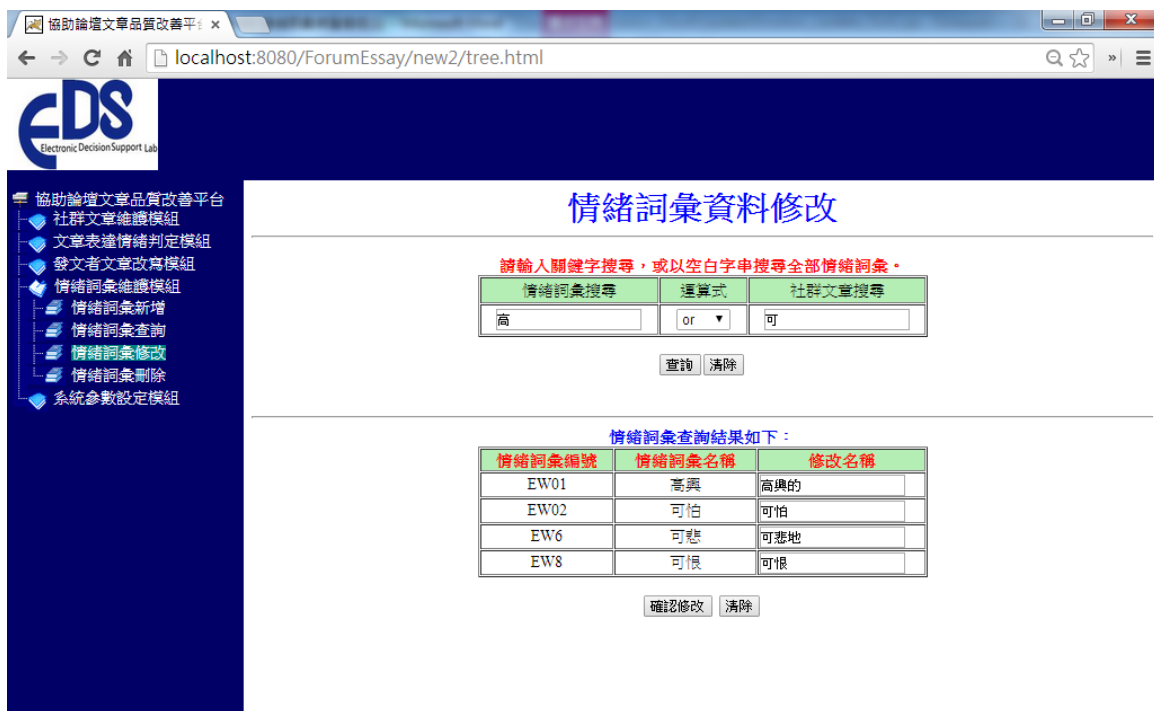 協助論壇文章品質改善平
localhost:8080/ForumEssay/new2/tree.html
EDS
Electronic Decision Support Lab
協助論壇文章品質改善平台
社群文章維護模組
文章表達情緒判定模組
發文者文章改寫模組
情緒詞彙維護模組
情緒詞彙新增
情緒詞彙查詢
情緒詞彙修改
情緒詞彙刪除
系統參數設定模組
情緒詞彙資料修改
請輸入關鍵字搜尋，或以空白字串搜尋全部情緒詞彙。
情緒詞彙搜尋 運算式 社群文章搜尋
高 or 可
查詢 清除
情緒詞彙查詢結果如下：
情緒詞彙編號 情緒詞彙名稱 修改名稱
EW01 高興 高興的
EW02 可怕 可怕
EW6 可悲 可悲地
EW8 可恨 可恨
確認修改 清除